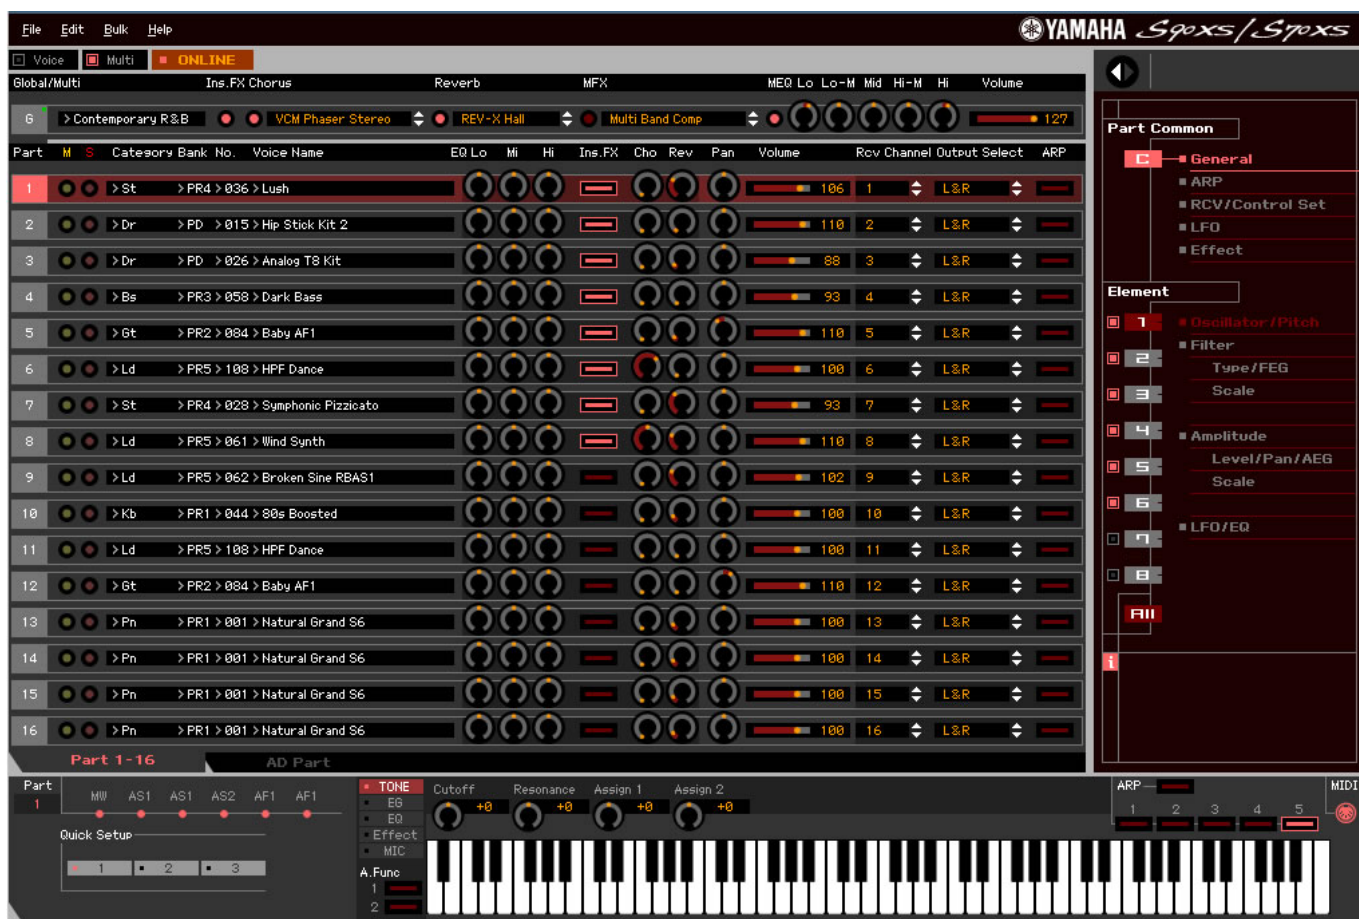 File Edit Bulk Help YAMAHA S90XS/S70XS
Voice Multi ONLINE
Global/Multi Ins.FX Chorus Reverb MFX MEQ Lo Lo-M Mid Hi-M Hi Volume
G >Contemporary R&B VCM Phaser Stereo REV-X Hall Multi Band Comp 127
Part M S Category Bank No. Voice Name EQ Lo Mi Hi Ins.FX Cho Rev Pan Volume Rcv Channel Output Select ARP
1 >St >PR4 >036 >Lush 106 1 L&R
2 >Dr >PD >015 >Hip Stick Kit 2 110 2 L&R
3 >Dr >PD >026 >Analog T8 Kit 88 3 L&R
4 >Bs >PR3 >058 >Dark Bass 93 4 L&R
5 >Gt >PR2 >084 >Baby AF1 110 5 L&R
6 >Ld >PR5 >108 >HPF Dance 100 6 L&R
7 >St >PR4 >028 >Symphonic Pizzicato 93 7 L&R
8 >Ld >PR5 >061 >Wind Synth 110 8 L&R
9 >Ld >PR5 >062 >Broken Sine RBAS1 102 9 L&R
10 >Kb >PR1 >044 >80s Boosted 100 10 L&R
11 >Ld >PR5 >108 >HPF Dance 100 11 L&R
12 >Gt >PR2 >084 >Baby AF1 110 12 L&R
13 >Pn >PR1 >001 >Natural Grand S6 100 13 L&R
14 >Pn >PR1 >001 >Natural Grand S6 100 14 L&R
15 >Pn >PR1 >001 >Natural Grand S6 100 15 L&R
16 >Pn >PR1 >001 >Natural Grand S6 100 16 L&R
Part 1-16 AD Part
Part Common
C General
ARP
RCV/Control Set
LFO
Effect
Element
1 Oscillator/Pitch
Filter
2 Type/FEG
3 Scale
4 Amplitude
Level/Pan/AEG
5 Scale
6
LFO/EQ
7
8
All
i
Part
1
MW AS1 AS1 AS2 AF1 AF1
Quick Setup
1 2 3
TONE
EG
EQ
Effect
MIC
A.Func
1
2
Cutoff Resonance Assign 1 Assign 2
+0 +0 +0 +0
ARP MIDI
1 2 3 4 5